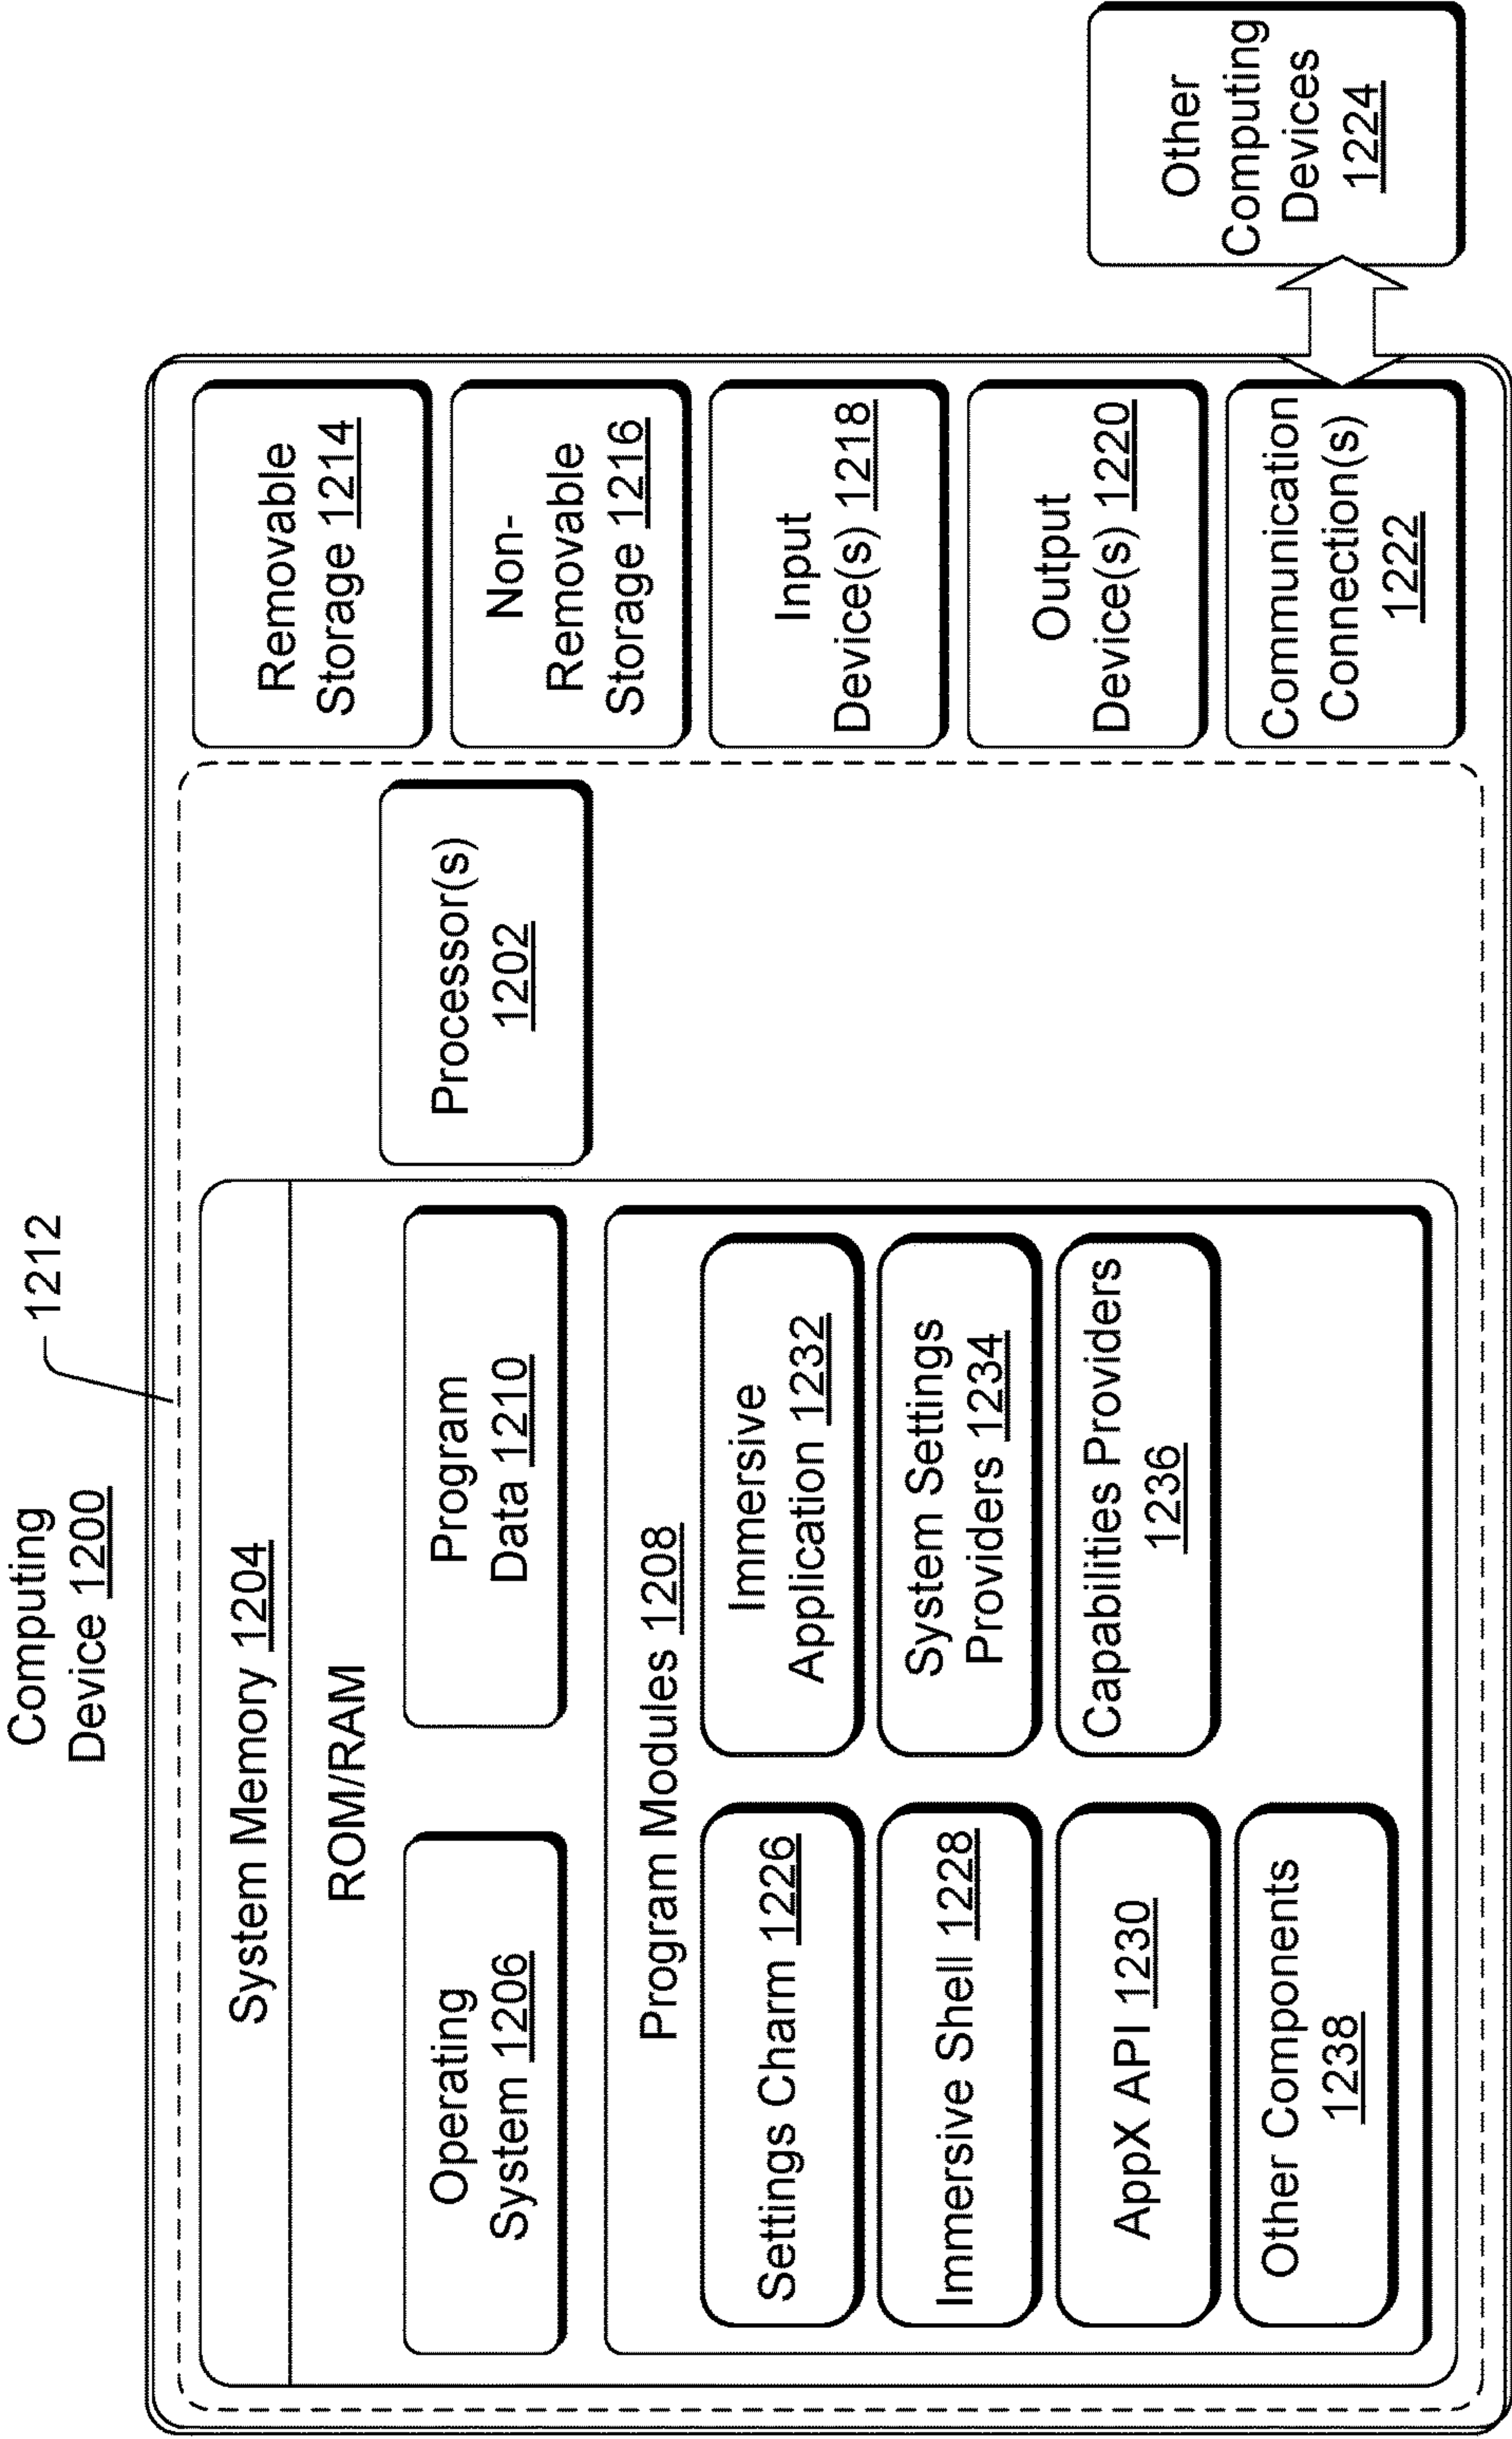 Computing
Device 1200
1212
System Memory 1204
ROM/RAM
Operating
System 1206
Program
Data 1210
Program Modules 1208
Settings Charm 1226
Immersive
Application 1232
Immersive Shell 1228
System Settings
Providers 1234
AppX API 1230
Capabilities Providers
1236
Other Components
1238
Processor(s)
1202
Removable
Storage 1214
Non-
Removable
Storage 1216
Input
Device(s) 1218
Output
Device(s) 1220
Communication
Connection(s)
1222
Other
Computing
Devices
1224